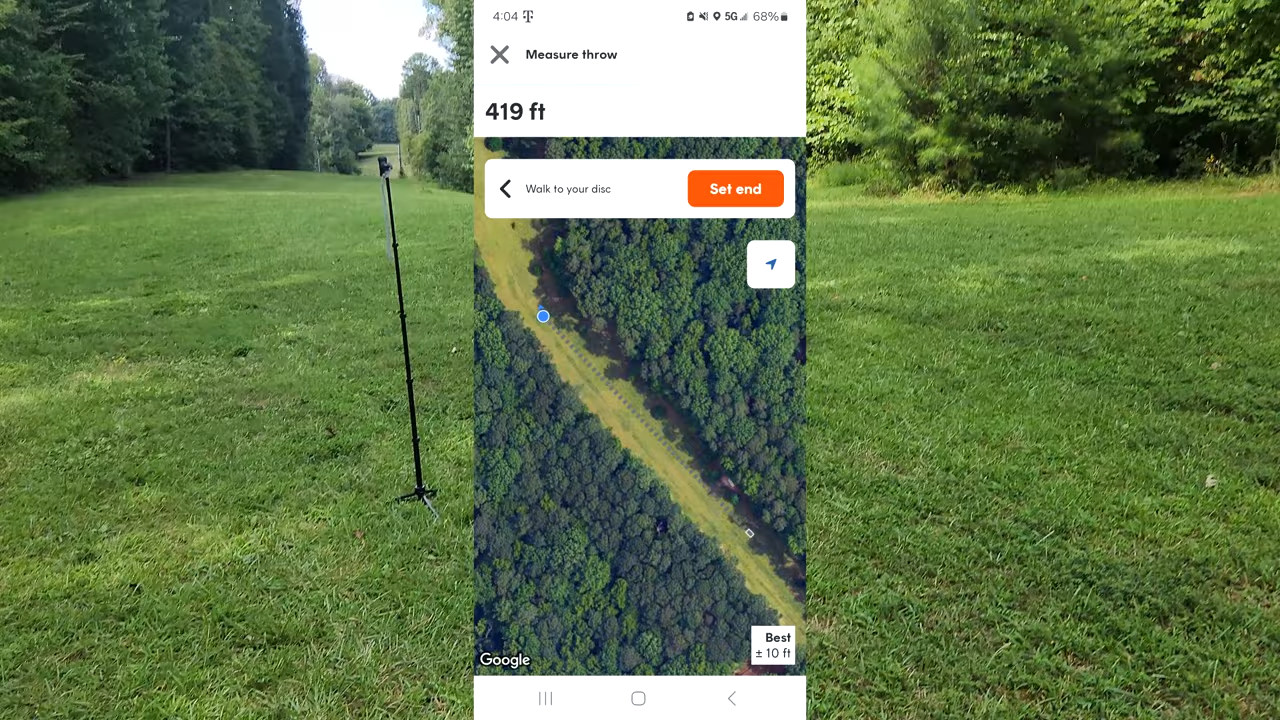 4:04
5G
68%
Measure throw
419 ft
Walk to your disc
Set end
Best
± 10 ft
Google